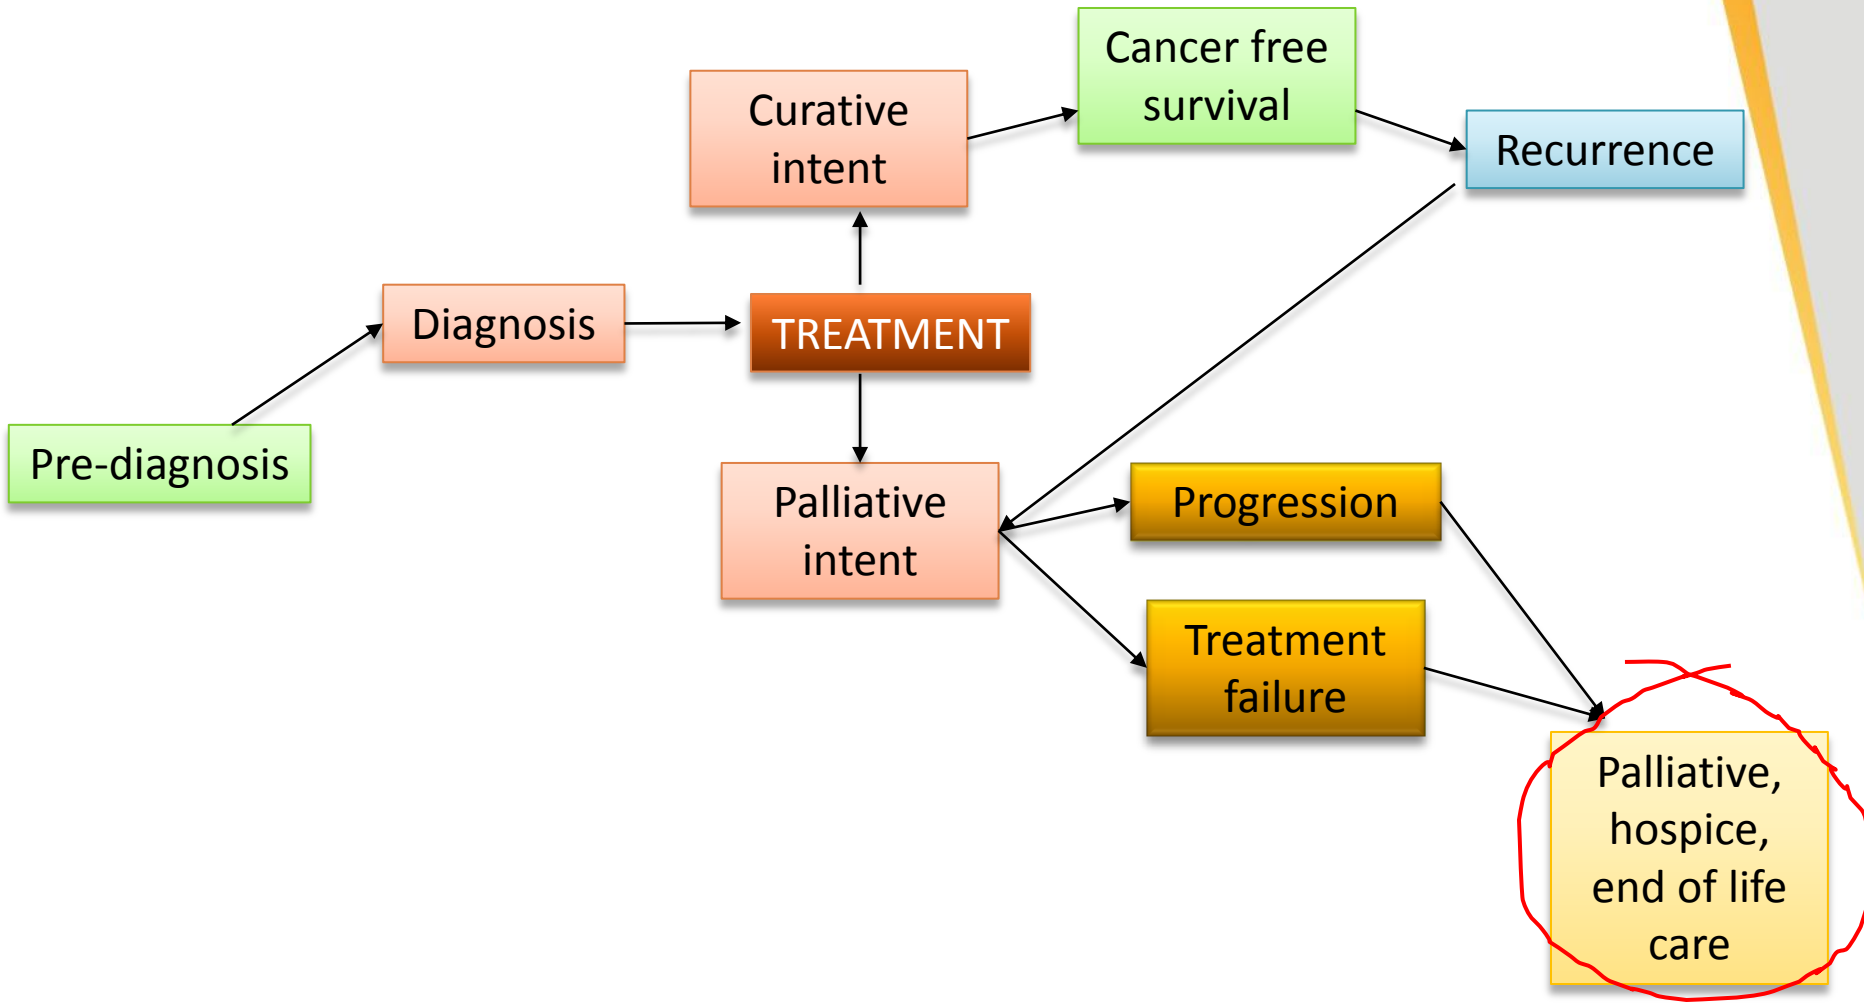 Cancer free
survival
Curative
intent
Recurrence
Diagnosis
TREATMENT
Pre-diagnosis
Palliative
intent
Progression
Treatment
failure
Palliative,
hospice,
end of life
care